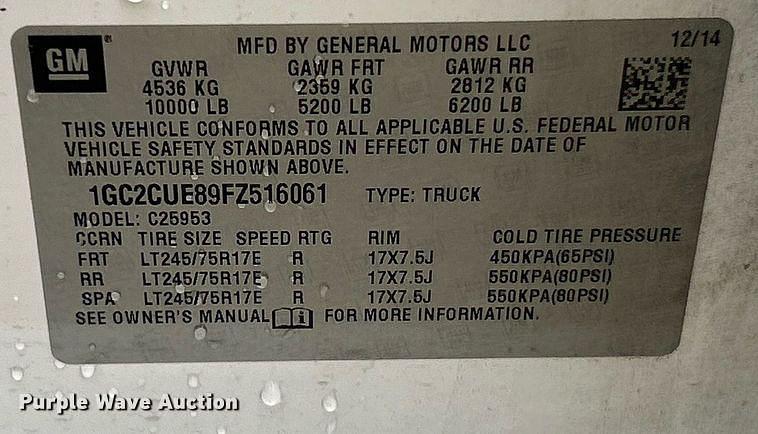 GM
MFD BY GENERAL MOTORS LLC 12/14
GVWR GAWR FRT GAWR RR
4536 KG 2359 KG 2812 KG
10000 LB 5200 LB 6200 LB
THIS VEHICLE CONFORMS TO ALL APPLICABLE U.S. FEDERAL MOTOR
VEHICLE SAFETY STANDARDS IN EFFECT ON THE DATE OF
MANUFACTURE SHOWN ABOVE.
1GC2CUE89FZ516061 TYPE: TRUCK
MODEL: C25953
CCRN TIRE SIZE SPEED RTG RIM COLD TIRE PRESSURE
FRT LT245/75R17E R 17X7.5J 450KPA(65PSI)
RR LT245/75R17E R 17X7.5J 550KPA(80PSI)
SPA LT245/75R17E R 17X7.5J 550KPA(80PSI)
SEE OWNER'S MANUAL FOR MORE INFORMATION.
Purple Wave Auction